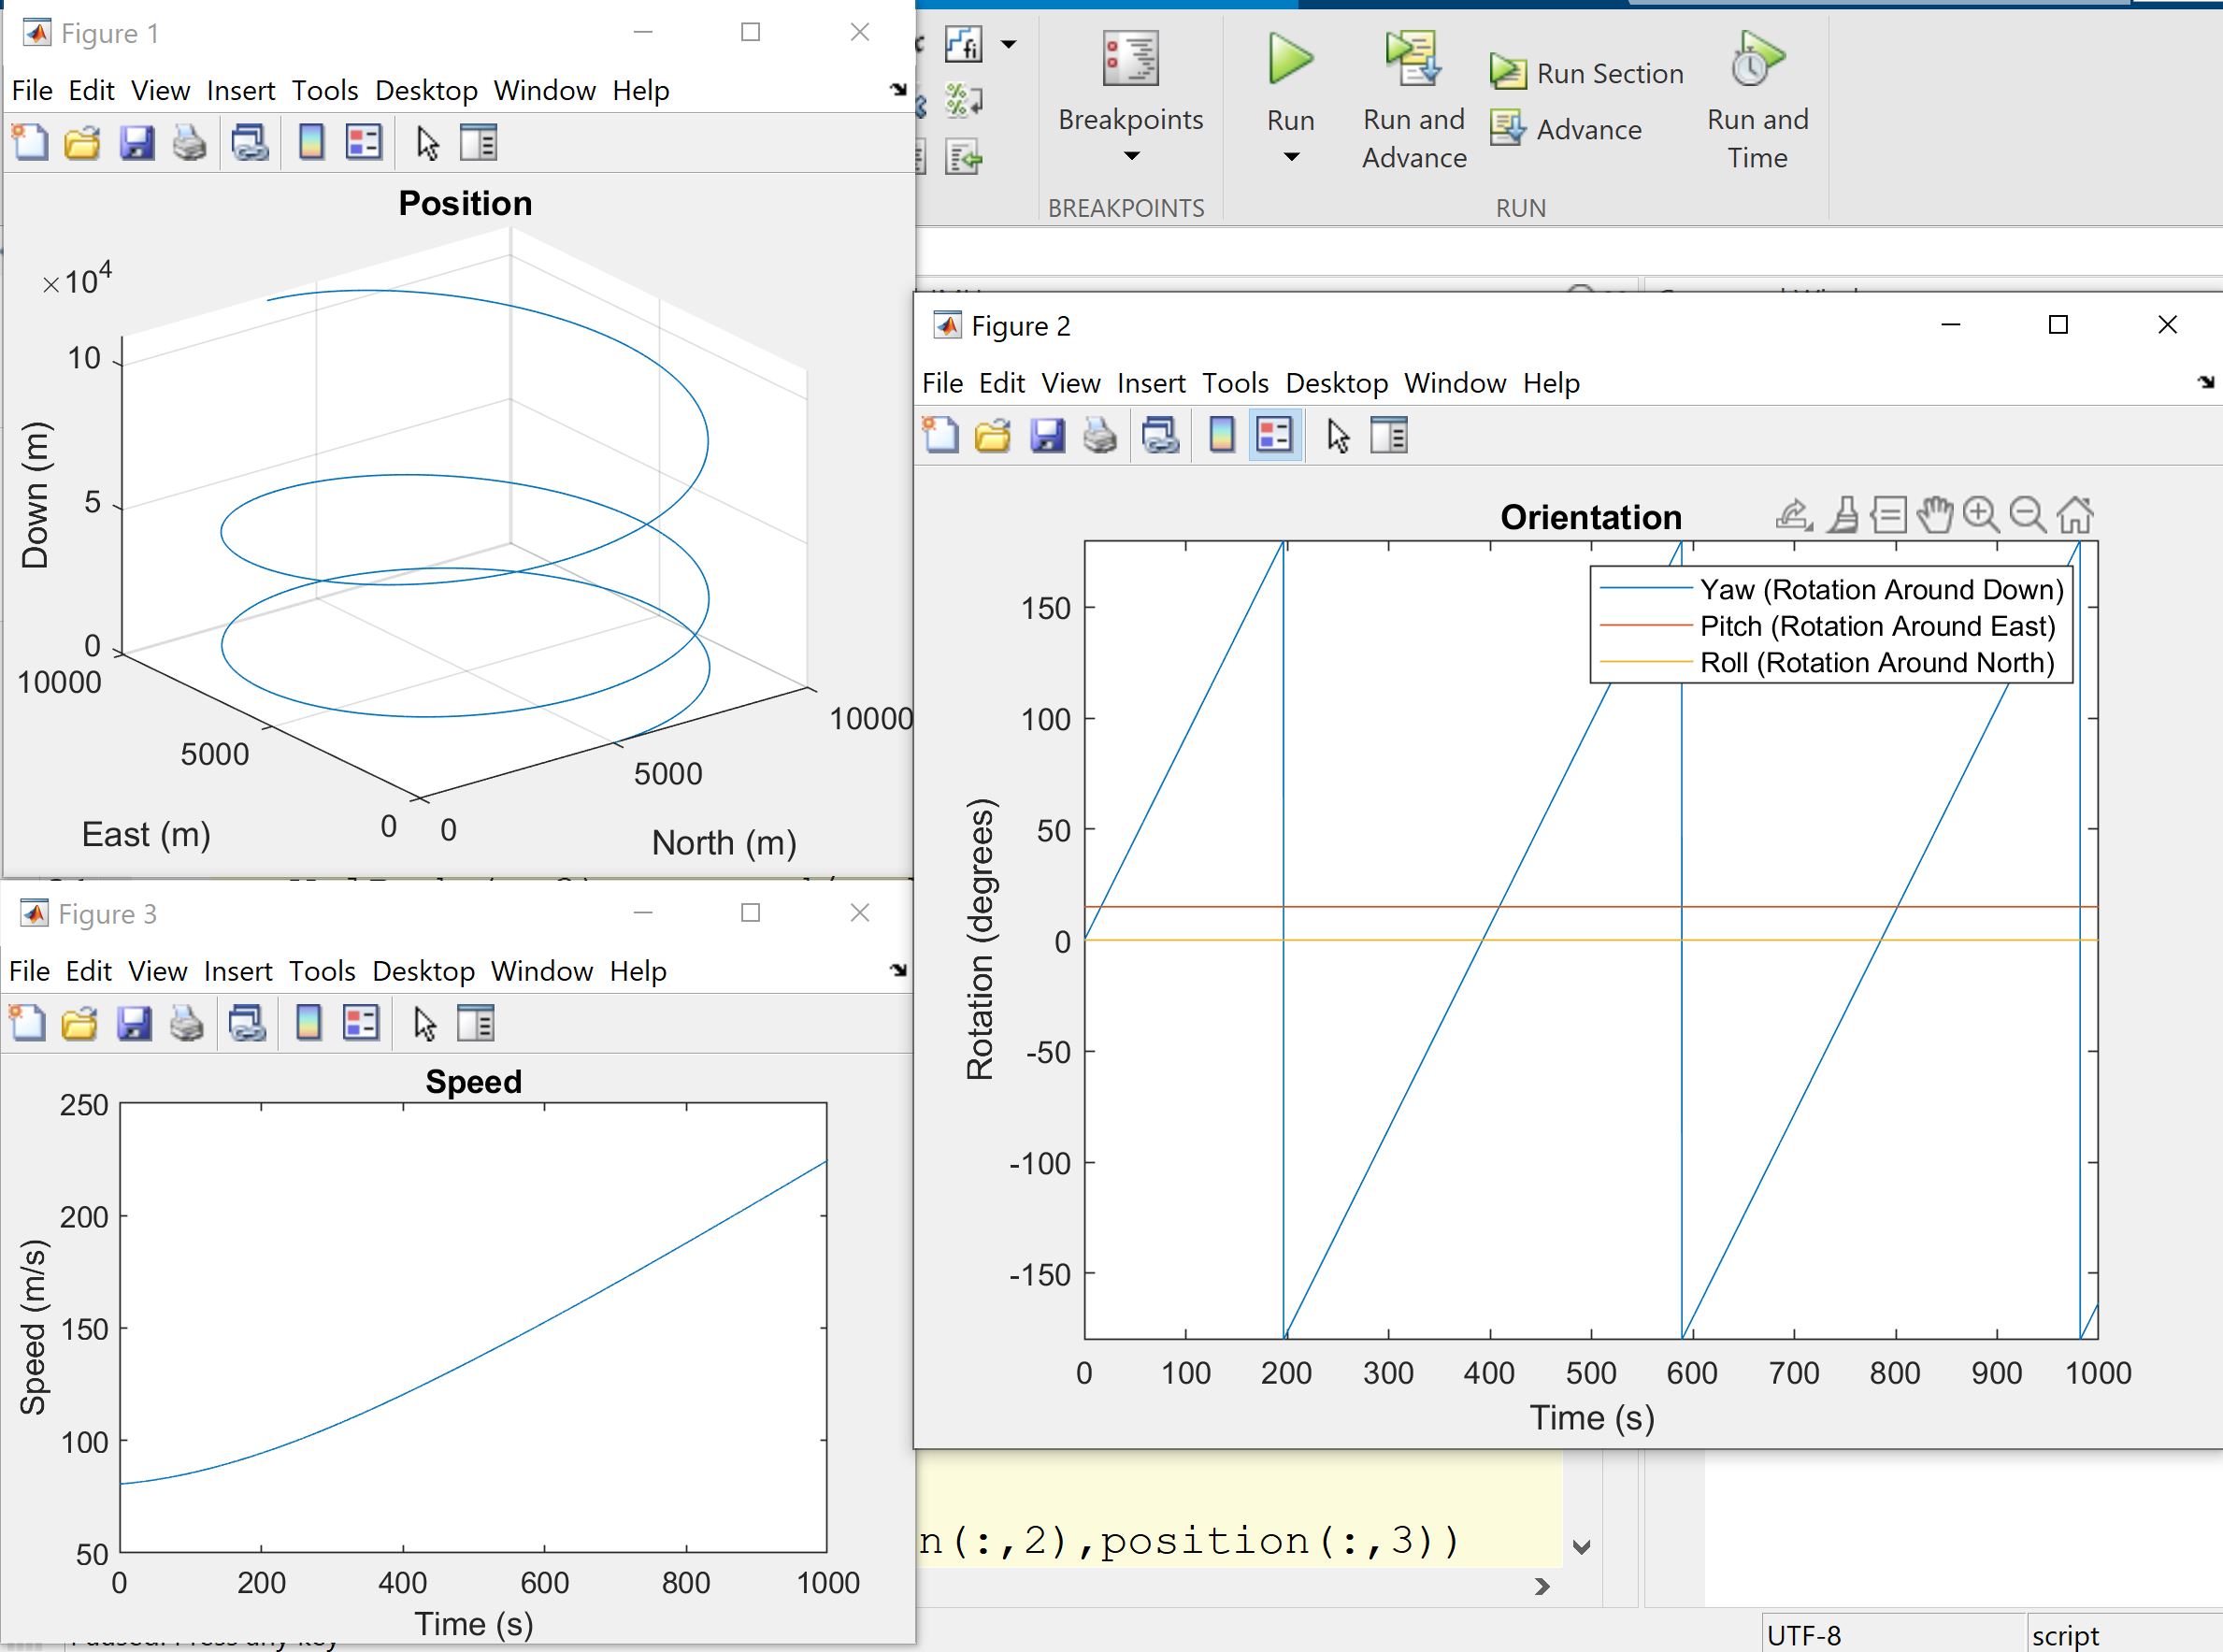 Figure 1
File Edit View Insert Tools Desktop Window Help
Position
×10⁴
10
5
0
Down (m)
10000
5000
0
East (m)
0
5000
10000
North (m)
Breakpoints
BREAKPOINTS
Run
Run and
Advance
Run Section
Advance
Run and
Time
RUN
Figure 2
File Edit View Insert Tools Desktop Window Help
Orientation
Yaw (Rotation Around Down)
Pitch (Rotation Around East)
Roll (Rotation Around North)
150
100
50
0
-50
-100
-150
Rotation (degrees)
0 100 200 300 400 500 600 700 800 900 1000
Time (s)
Figure 3
File Edit View Insert Tools Desktop Window Help
Speed
250
200
150
100
50
Speed (m/s)
0 200 400 600 800 1000
Time (s)
n(:,2),position(:,3))
UTF-8
script